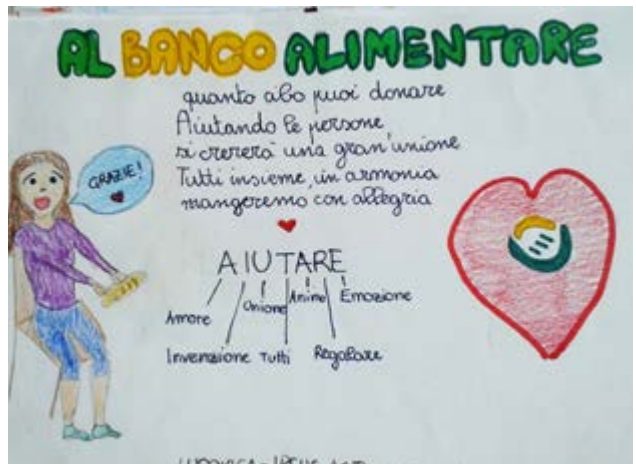 AL BANCO ALIMENTARE
quanto cibo puoi donare
Aiutando le persone
si crererà una gran'unione
Tutti insieme, in armonia
mangeremo con allegria
GRAZIE!
AIUTARE
Amore
Invenzione
Unione
Tutti
Anime
Regalare
Emozione